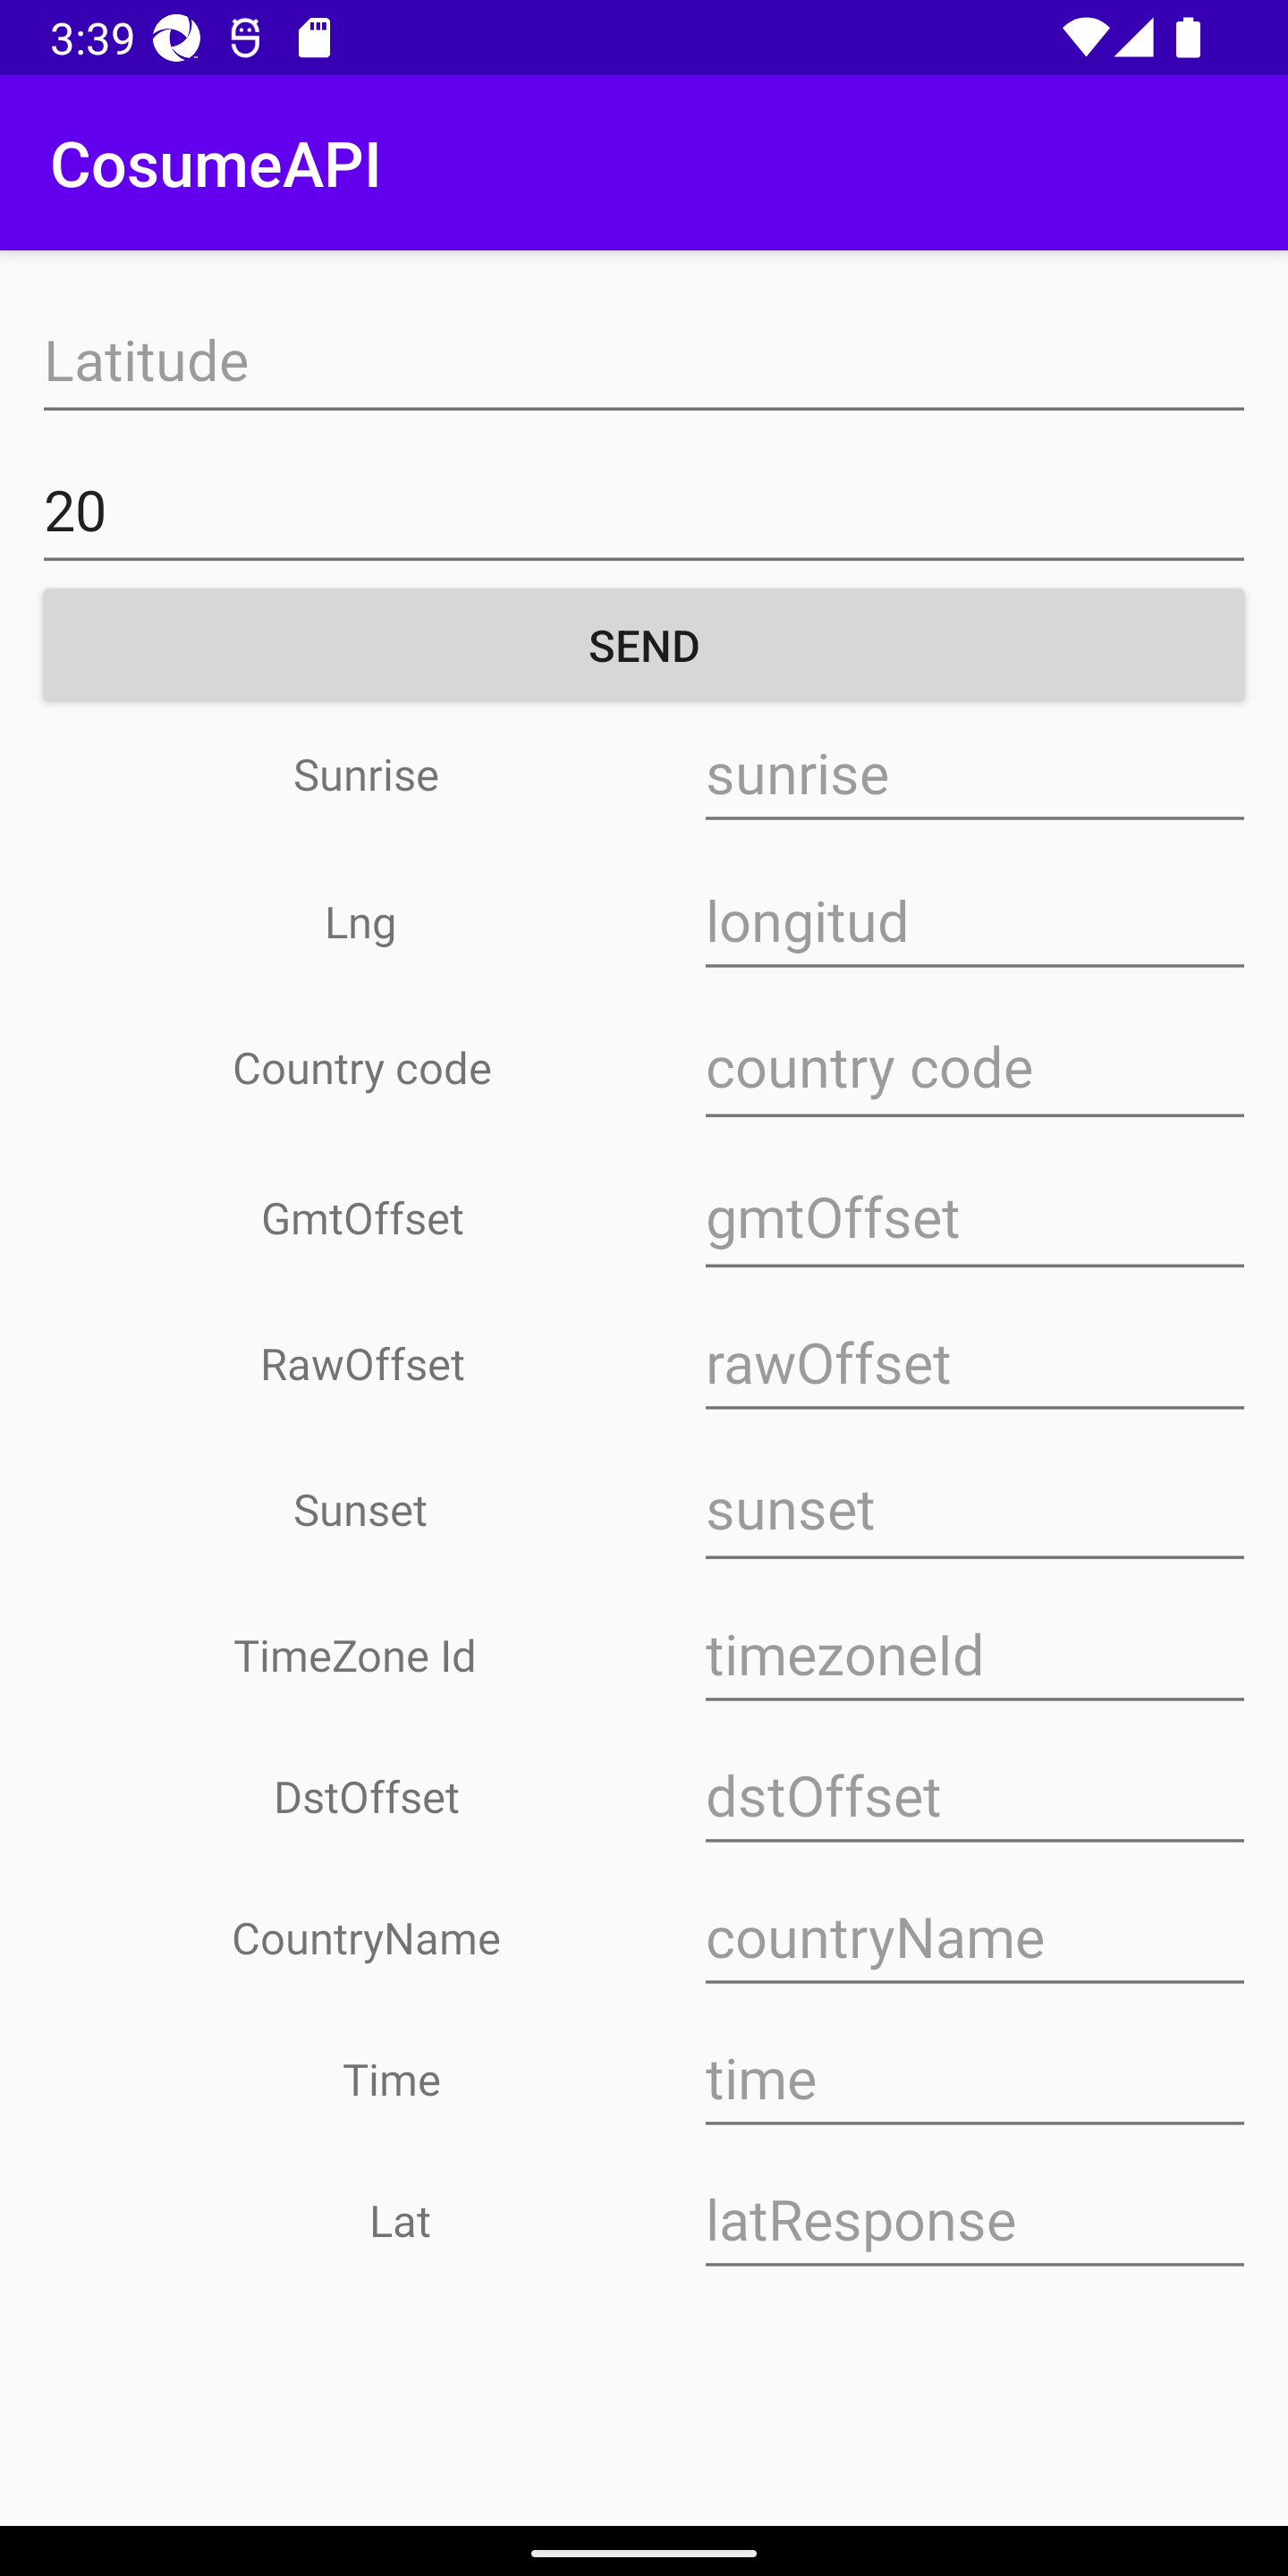 3:39
CosumeAPI
Latitude
20
SEND
Sunrise sunrise
Lng longitud
Country code country code
GmtOffset gmtOffset
RawOffset rawOffset
Sunset sunset
TimeZone Id timezoneId
DstOffset dstOffset
CountryName countryName
Time time
Lat latResponse